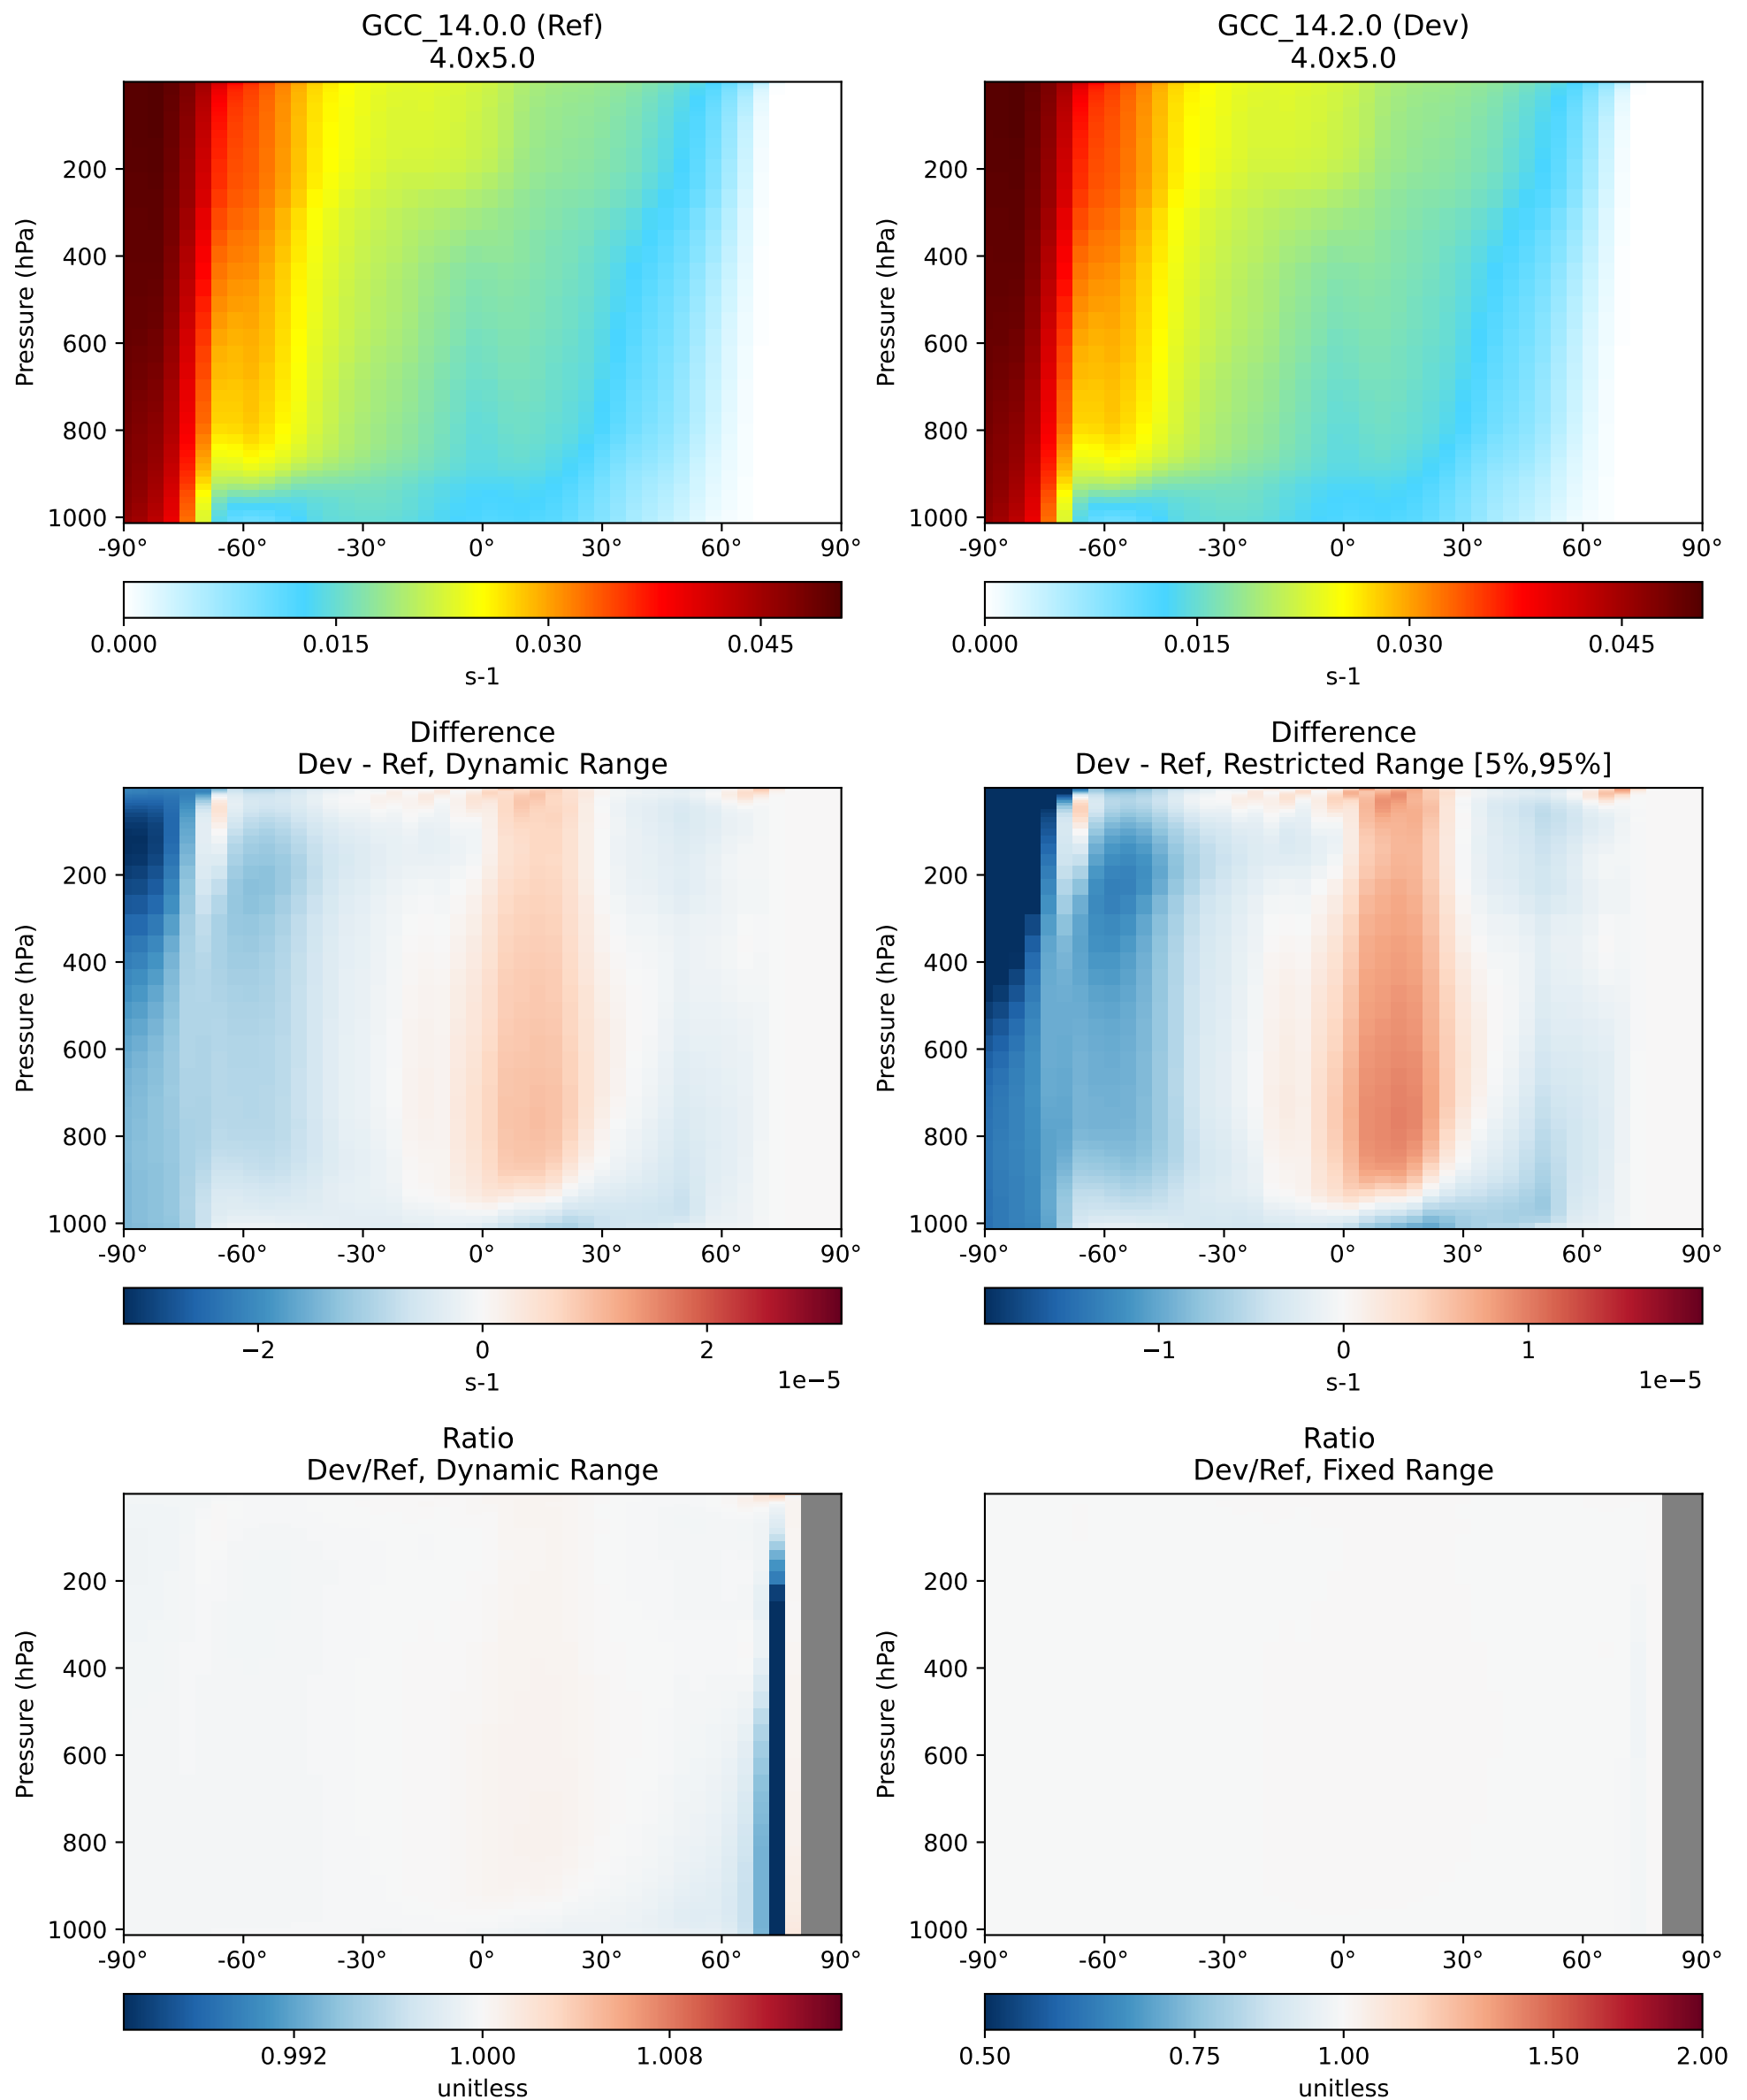 GCC_14.0.0 (Ref)
4.0x5.0
Pressure (hPa)
200
400
600
800
1000
-90° -60° -30° 0° 30° 60° 90°
0.000 0.015 0.030 0.045
s-1
GCC_14.2.0 (Dev)
4.0x5.0
Pressure (hPa)
200
400
600
800
1000
-90° -60° -30° 0° 30° 60° 90°
0.000 0.015 0.030 0.045
s-1
Difference
Dev - Ref, Dynamic Range
Pressure (hPa)
200
400
600
800
1000
-90° -60° -30° 0° 30° 60° 90°
−2 0 2
s-1
1e−5
Difference
Dev - Ref, Restricted Range [5%,95%]
Pressure (hPa)
200
400
600
800
1000
-90° -60° -30° 0° 30° 60° 90°
−1 0 1
s-1
1e−5
Ratio
Dev/Ref, Dynamic Range
Pressure (hPa)
200
400
600
800
1000
-90° -60° -30° 0° 30° 60° 90°
0.992 1.000 1.008
unitless
Ratio
Dev/Ref, Fixed Range
Pressure (hPa)
200
400
600
800
1000
-90° -60° -30° 0° 30° 60° 90°
0.50 0.75 1.00 1.50 2.00
unitless